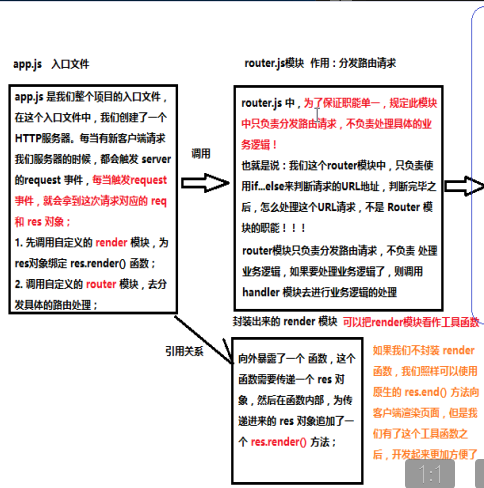 app.js 入口文件
router.js模块 作用：分发路由请求
app.js 是我们整个项目的入口文件，
在这个入口文件中，我们创建了一个
HTTP服务器。每当有新客户端请求
我们服务器的时候，都会触发 server
的request 事件，每当触发request
事件，就会拿到这次请求对应的 req
和 res 对象；
1. 先调用自定义的 render 模块，为
res对象绑定 res.render() 函数；
2. 调用自定义的 router 模块，去分
发具体的路由处理；
调用
router.js 中，为了保证职能单一，规定此模块
中只负责分发路由请求，不负责处理具体的业
务逻辑！
也就是说：我们这个router模块中，只负责使
用if...else来判断请求的URL地址，判断完毕之
后，怎么处理这个URL请求，不是 Router 模
块的职能！！！
router模块只负责分发请求，不负责 处理
业务逻辑，如果要处理业务逻辑了，则调用
handler 模块去进行业务逻辑的处理
引用关系
封装出来的 render 模块 可以把render模块看作工具函数
向外暴露了一个 函数，这个
函数需要传递一个 res 对
象，然后在函数内部，为传
递进来的 res 对象追加了一
个 res.render() 方法；
如果我们不封装 render
函数，我们照样可以使用
原生的 res.end() 方法向
客户端渲染页面，但是我
们有了这个工具函数之
后，开发起来更加方便了
1:1